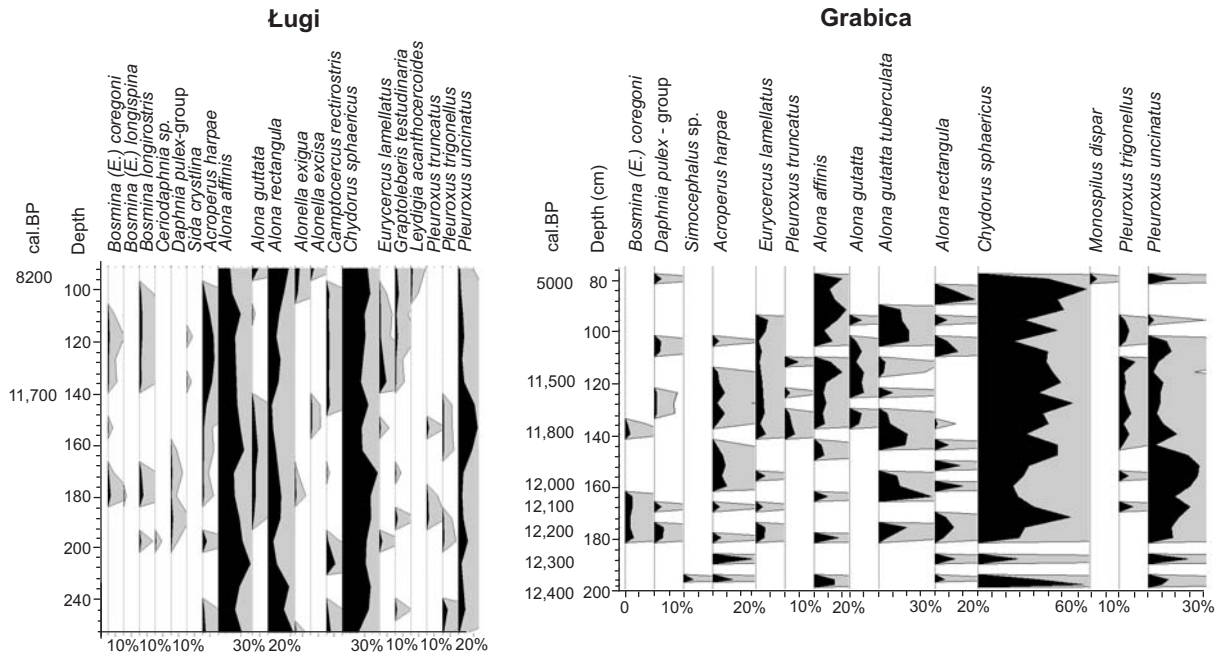 Ługi
cal.BP
Depth
Bosmina (E.) coregoni
Bosmina (E.) longispina
Bosmina longirostris
Ceriodaphnia sp.
Daphnia pulex-group
Sida crystlina
Acroperus harpae
Alona affinis
Alona guttata
Alona rectangula
Alonella exigua
Alonella excisa
Camptocercus rectirostris
Chydorus sphaericus
Eurycercus lamellatus
Graptoleberis testudinaria
Leydigia acanthocercoides
Pleuroxus truncatus
Pleuroxus trigonellus
Pleuroxus uncinatus
8200
11,700
100
120
140
160
180
200
240
10%10%10%10% 30%20% 30%10%10%20%
Grabica
cal.BP
Depth (cm)
Bosmina (E.) coregoni
Daphnia pulex - group
Simocephalus sp.
Acroperus harpae
Eurycercus lamellatus
Pleuroxus truncatus
Alona affinis
Alona gutatta
Alona gutatta tuberculata
Alona rectangula
Chydorus sphaericus
Monospilus dispar
Pleuroxus trigonellus
Pleuroxus uncinatus
5000
11,500
11,800
12,000
12,100
12,200
12,300
12,400
80
100
120
140
160
180
200
0 10% 20% 10% 20% 30% 20% 60% 10% 30%